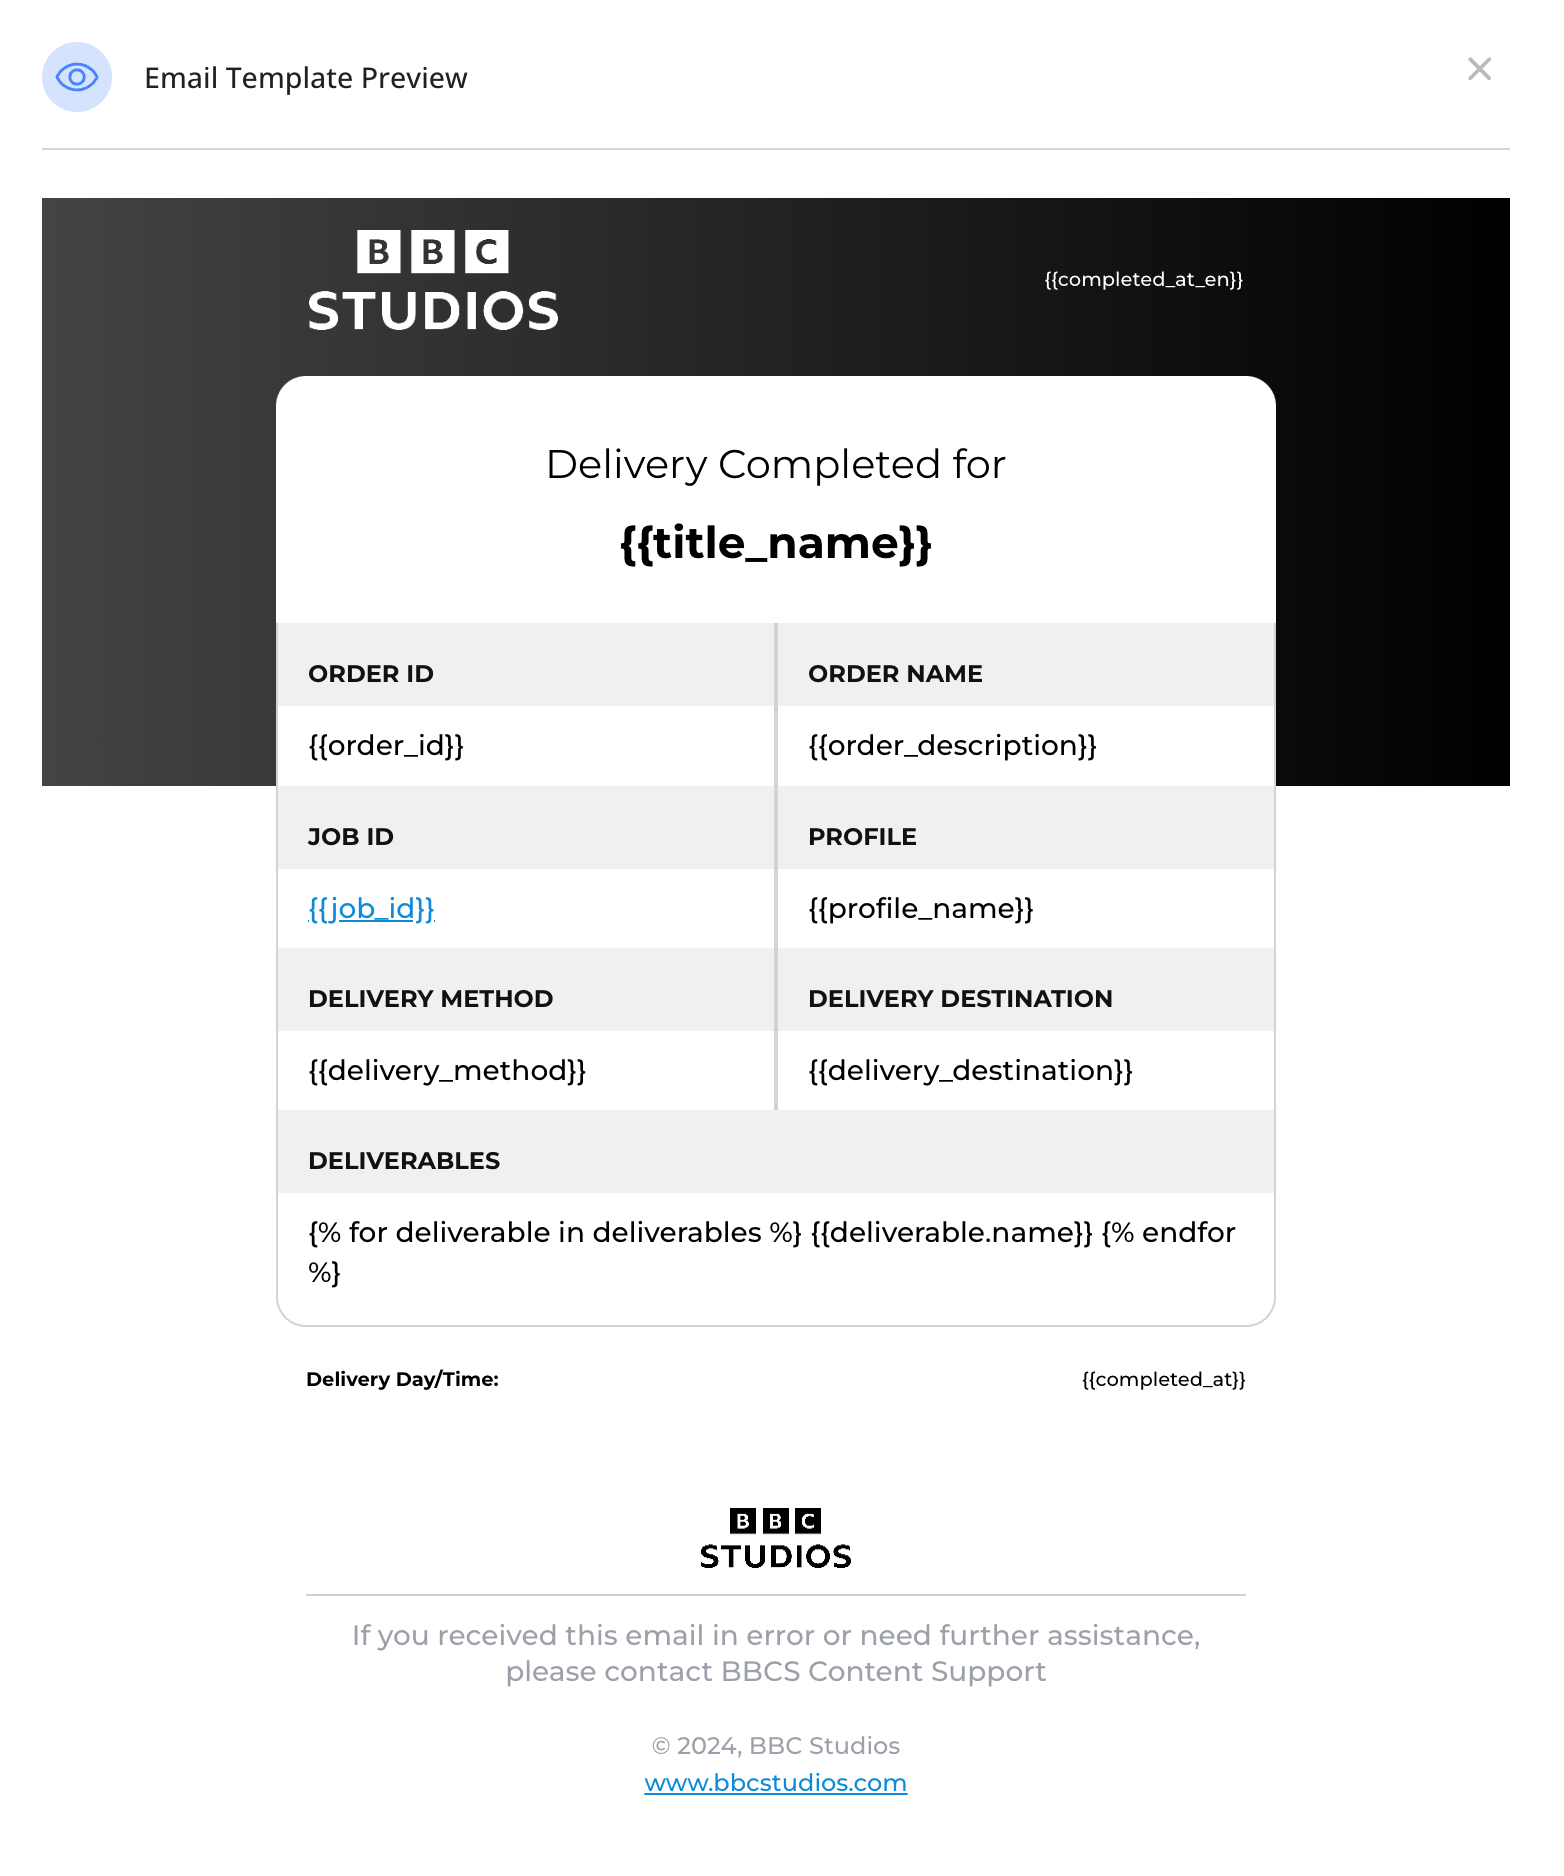 Email Template Preview
BBC
STUDIOS
{{completed_at_en}}
Delivery Completed for
{{title_name}}
ORDER ID
ORDER NAME
{{order_id}}
{{order_description}}
JOB ID
PROFILE
{{job_id}}
{{profile_name}}
DELIVERY METHOD
DELIVERY DESTINATION
{{delivery_method}}
{{delivery_destination}}
DELIVERABLES
{% for deliverable in deliverables %} {{deliverable.name}} {% endfor
%}
Delivery Day/Time:
{{completed_at}}
BBC
STUDIOS
If you received this email in error or need further assistance,
please contact BBCS Content Support
© 2024, BBC Studios
www.bbcstudios.com